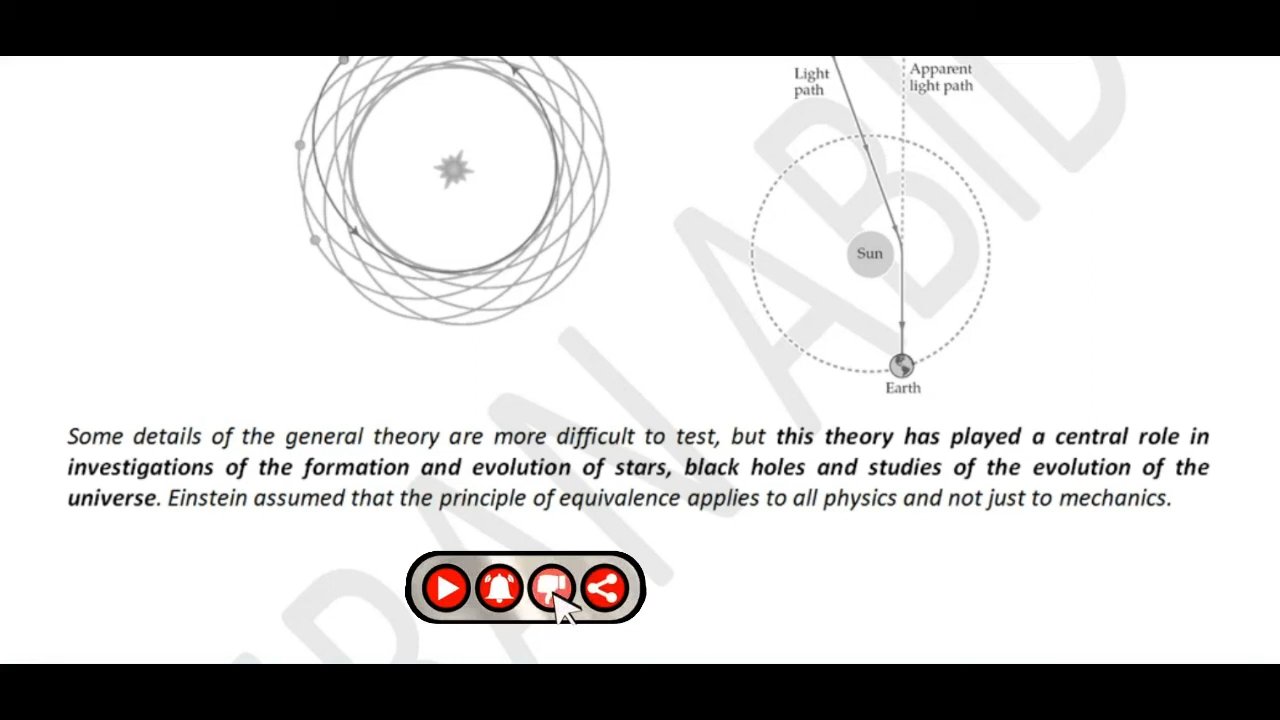 Light
path
Apparent
light path
Sun
Earth
Some details of the general theory are more difficult to test, but this theory has played a central role in
investigations of the formation and evolution of stars, black holes and studies of the evolution of the
universe. Einstein assumed that the principle of equivalence applies to all physics and not just to mechanics.
RAN ABID